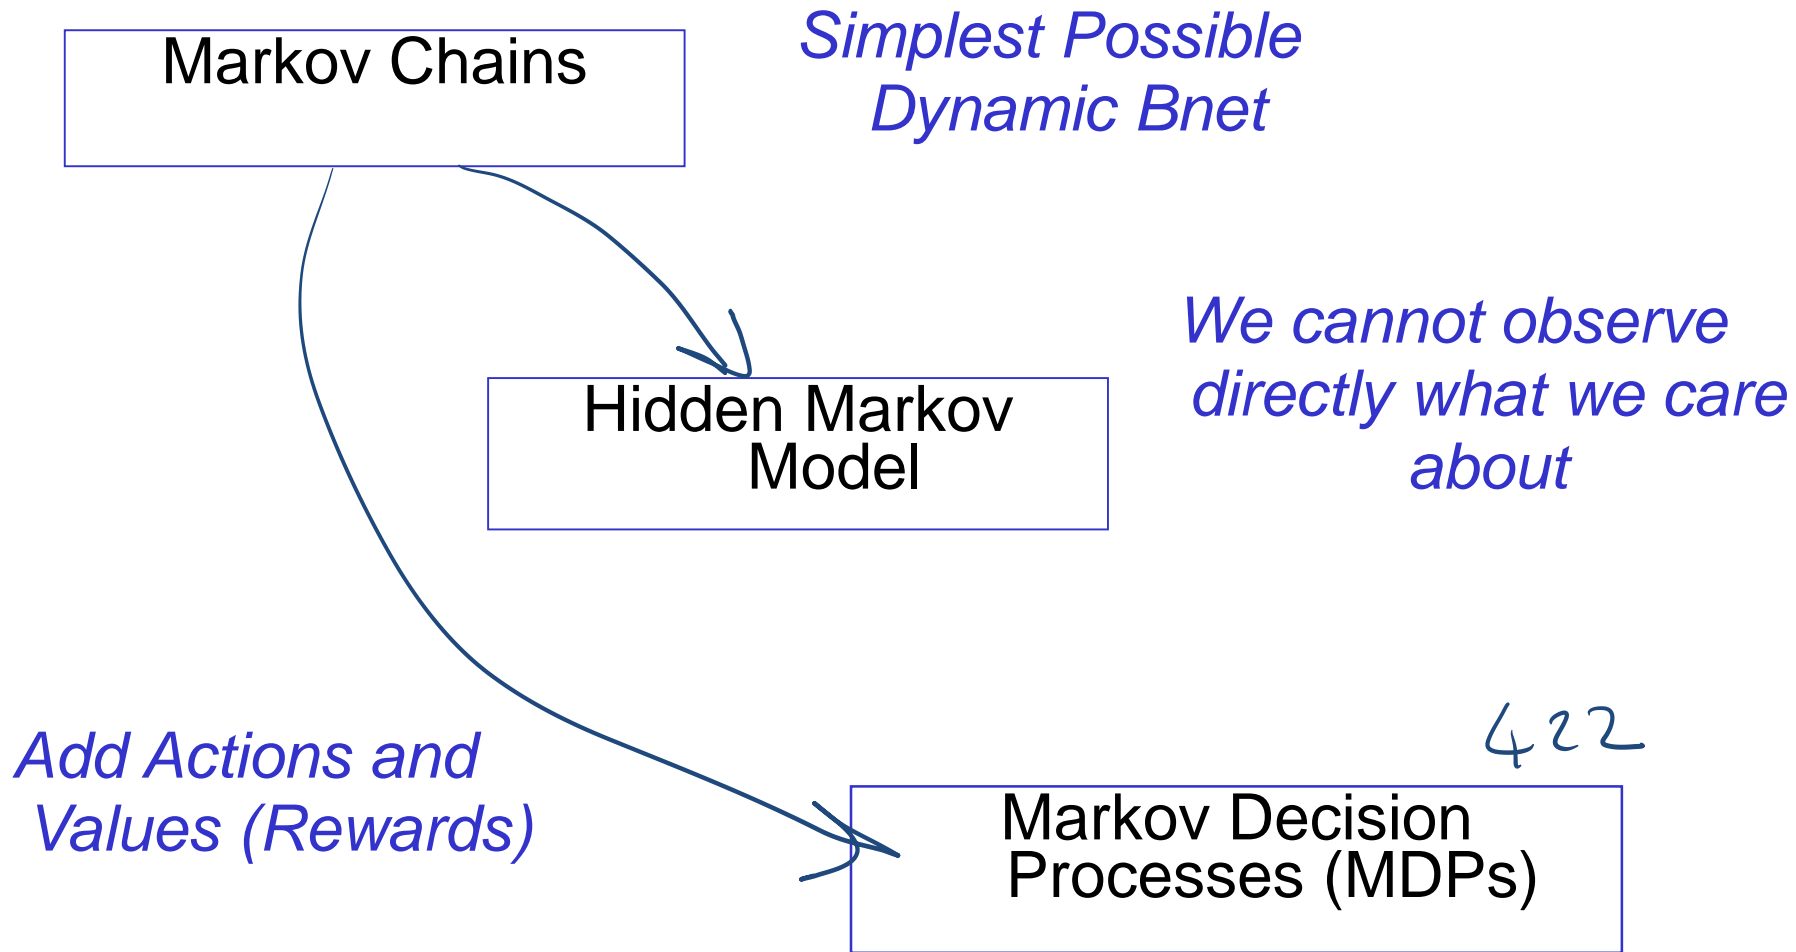 Markov Chains
Simplest Possible
Dynamic Bnet
We cannot observe
directly what we care
about
Hidden Markov
Model
Add Actions and
Values (Rewards)
422
Markov Decision
Processes (MDPs)